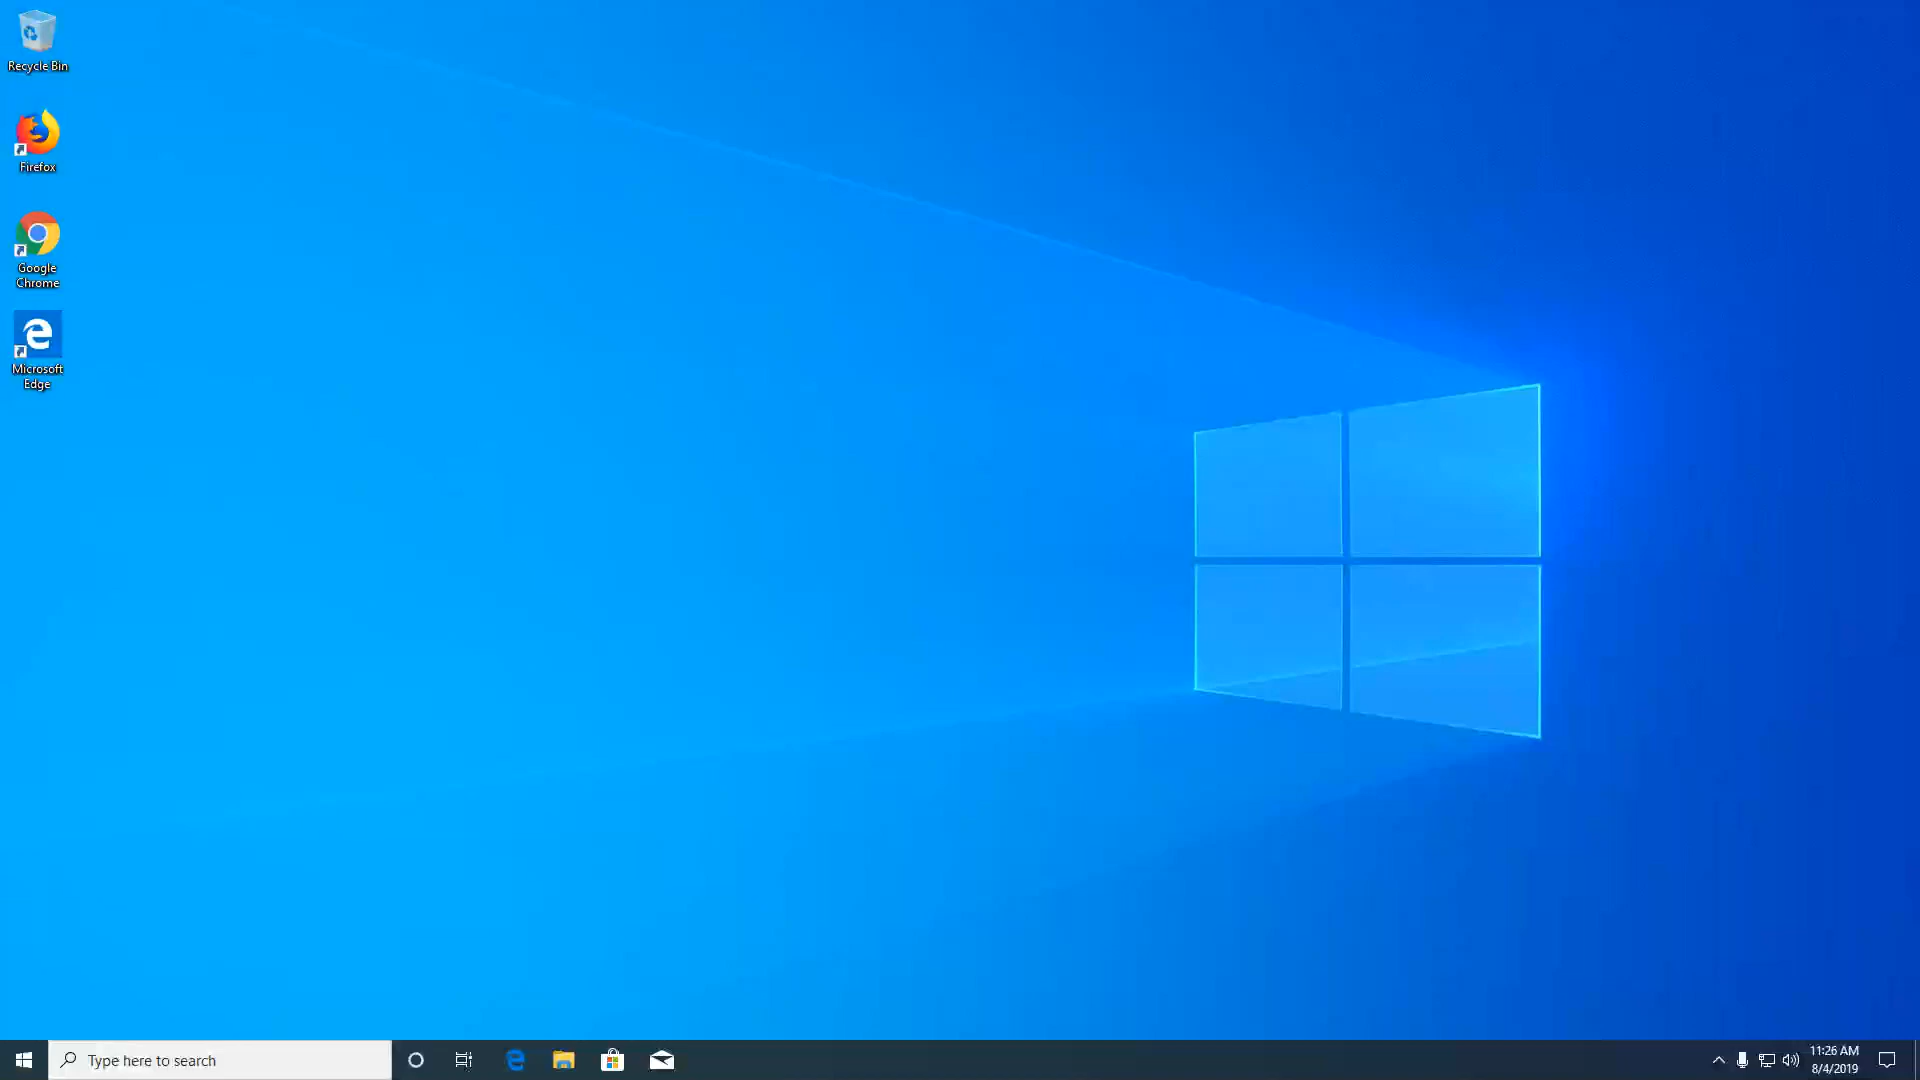 Recycle Bin
Firefox
Google
Chrome
Microsoft
Edge
Type here to search
11:26 AM
8/4/2019